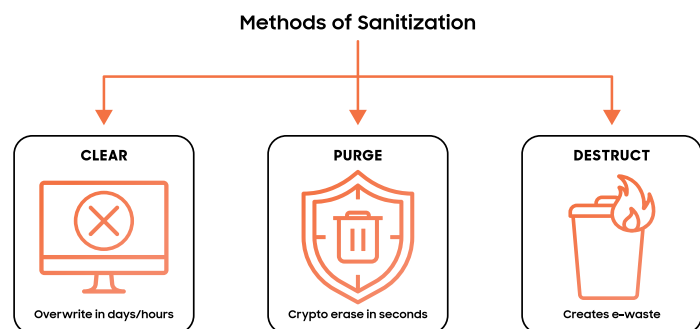 Methods of Sanitization
CLEAR
PURGE
DESTRUCT
Overwrite in days/hours
Crypto erase in seconds
Creates e-waste